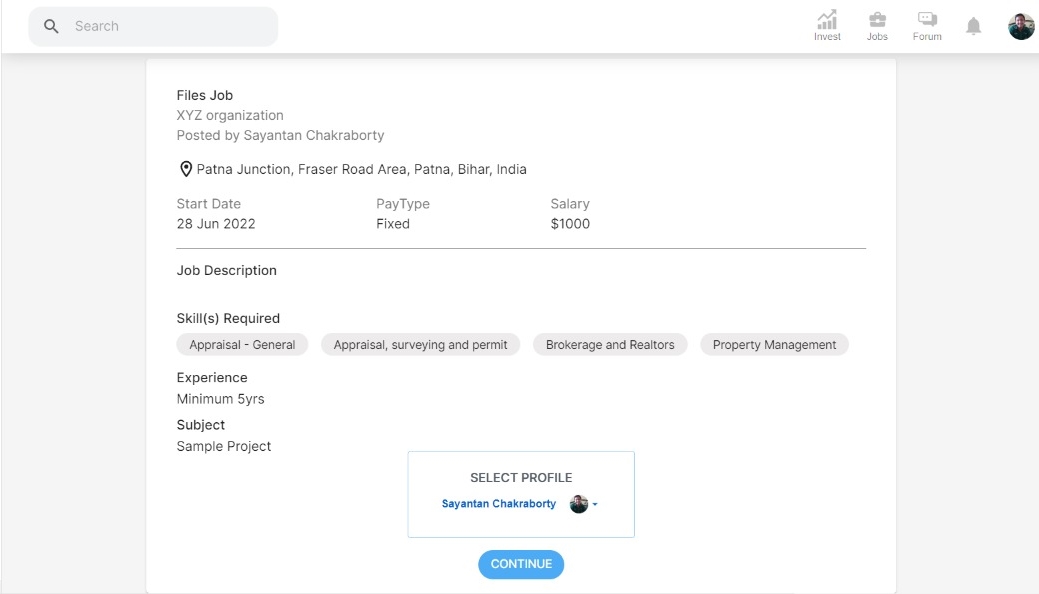 Search
Invest
Jobs
Forum
Files Job
XYZ organization
Posted by Sayantan Chakraborty
Patna Junction, Fraser Road Area, Patna, Bihar, India
Start Date PayType Salary
28 Jun 2022 Fixed $1000
Job Description
Skill(s) Required
Appraisal - General Appraisal, surveying and permit Brokerage and Realtors Property Management
Experience
Minimum 5yrs
Subject
Sample Project
SELECT PROFILE
Sayantan Chakraborty
CONTINUE